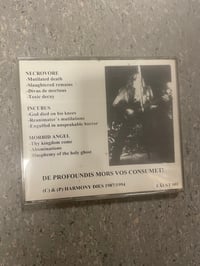 NECROVORE
-Mutilated death
-Slaughtered remains
-Divus de mortuus
-Toxic decay
INCUBUS
-God died on his knees
-Reanimator's mutilations
-Engulfed in unspeakable horror
MORBID ANGEL
-Thy kingdom come
-Abominations
-Blasphemy of the holy ghost
DE PROFOUNDIS MORS VOS CONSUMET!
(C) & (P) HARMONY DIES 1987/1994